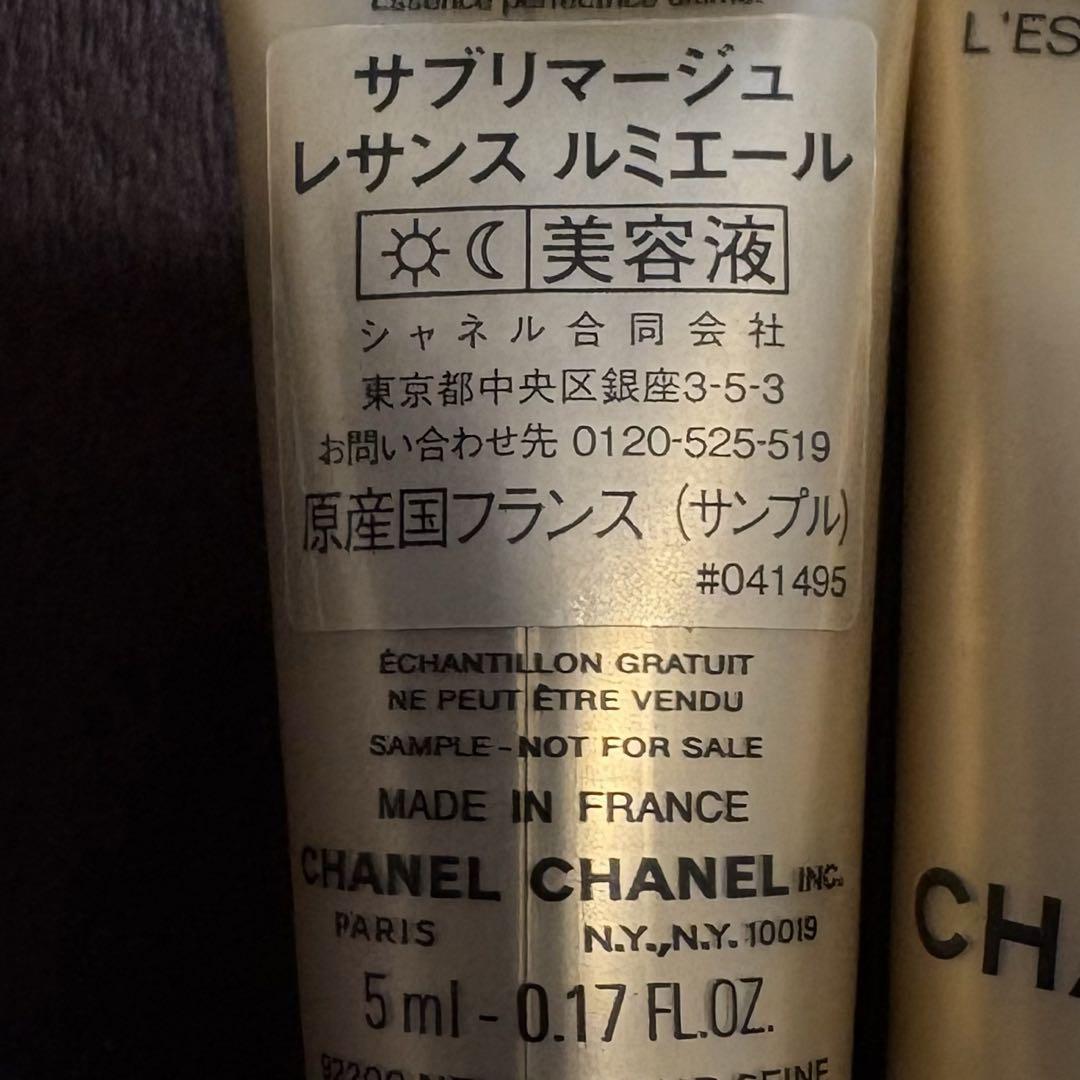 サブリマージュ
レサンス ルミエール
美容液
シャネル合同会社
東京都中央区銀座3-5-3
お問い合わせ先 0120-525-519
原産国フランス (サンプル)
#041495
ÉCHANTILLON GRATUIT
NE PEUT ÊTRE VENDU
SAMPLE-NOT FOR SALE
MADE IN FRANCE
CHANEL CHANEL INC.
PARIS N.Y., N.Y. 10019
5 ml - 0.17 FL.OZ.
L'ES
CHA